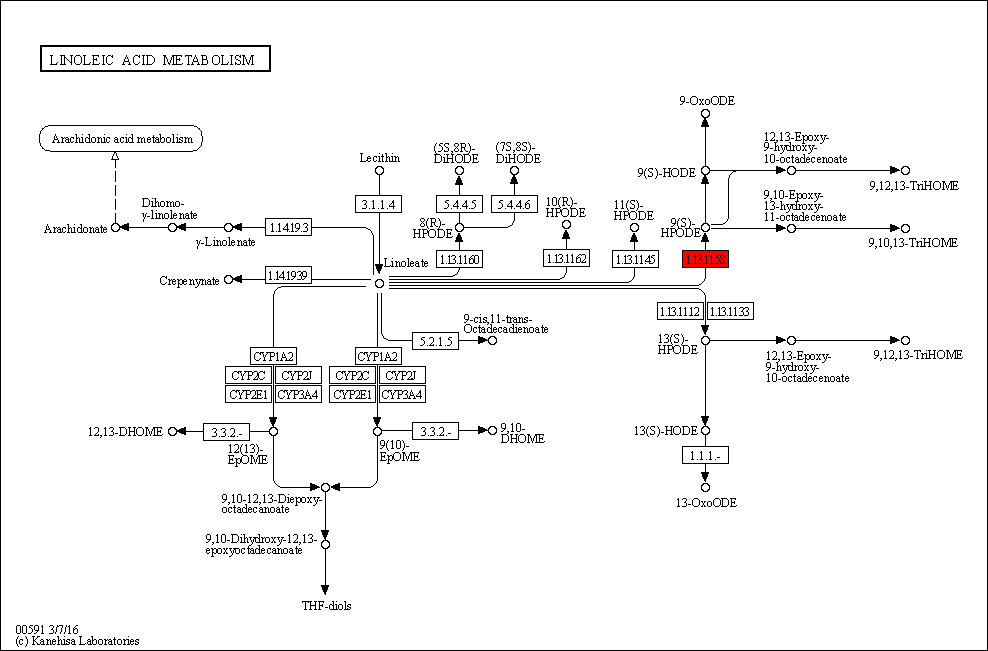 LINOLEIC ACID METABOLISM
9-OxoODE
Arachidonic acid metabolism
12,13-Epoxy-
9-hydroxy-
10-octadecenoate
(5S,8R)-
DiHODE
(7S,8S)-
DiHODE
Lecithin
9(S)-HODE
9,12,13-TriHOME
Dihomo-
γ-linolenate
3.1.1.4
5.4.4.5
5.4.4.6
10(R)-
HPODE
11(S)-
HPODE
9,10-Epoxy-
13-hydroxy-
11-octadecenoate
8(R)-
HPODE
9(S)-
HPODE
Arachidonate
γ-Linolenate
1.14.19.3
9,10,13-TriHOME
Linoleate
1.13.11.60
1.13.11.62
1.13.11.45
1.13.11.58
Crepenynate
1.14.19.39
1.13.11.12
1.13.11.33
9-cis,11-trans-
Octadecadienoate
5.2.1.5
13(S)-
HPODE
12,13-Epoxy-
9-hydroxy-
10-octadecenoate
9,12,13-TriHOME
CYP1A2
CYP2C
CYP2J
CYP2E1
CYP3A4
CYP1A2
CYP2C
CYP2J
CYP2E1
CYP3A4
12,13-DHOME
3.3.2.-
12(13)-
EpOME
9(10)-
EpOME
3.3.2.-
9,10-
DHOME
13(S)-HODE
1.1.1.-
13-OxoODE
9,10-12,13-Diepoxy-
octadecanoate
9,10-Dihydroxy-12,13-
epoxyoctadecanoate
THF-diols
00591 3/7/16
(c) Kanehisa Laboratories